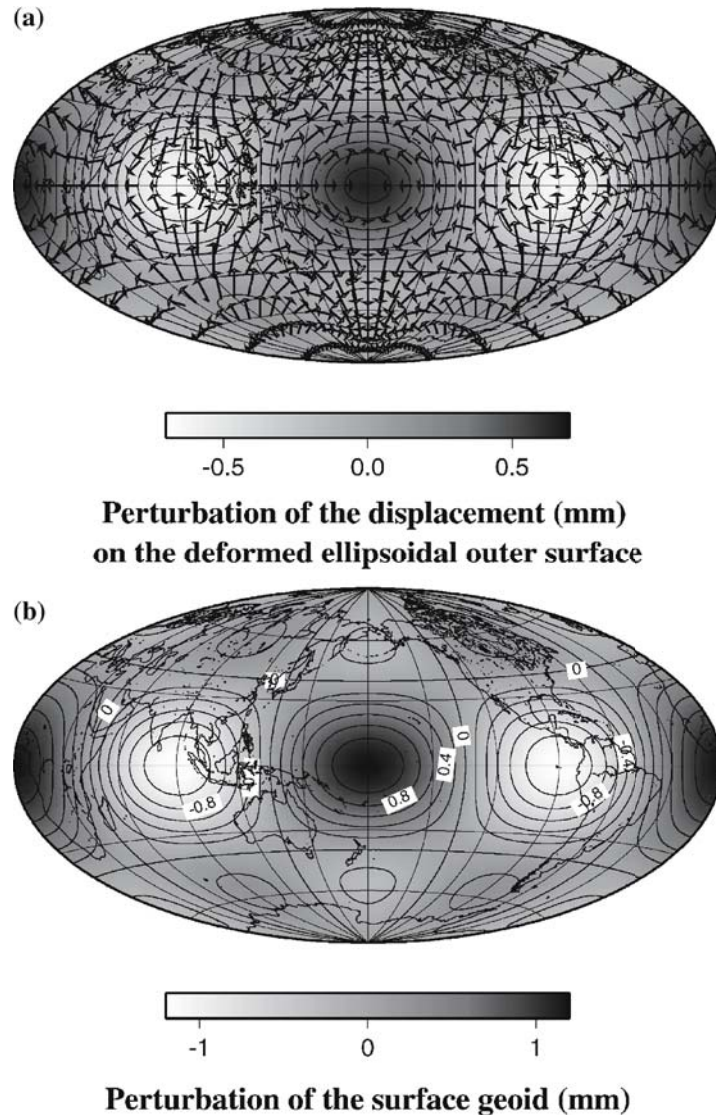 (a)
-0.5 0.0 0.5
Perturbation of the displacement (mm)
on the deformed ellipsoidal outer surface
(b)
0
0
0
0
0.4
-0.4
-0.8
0.8
-0.8
-1 0 1
Perturbation of the surface geoid (mm)